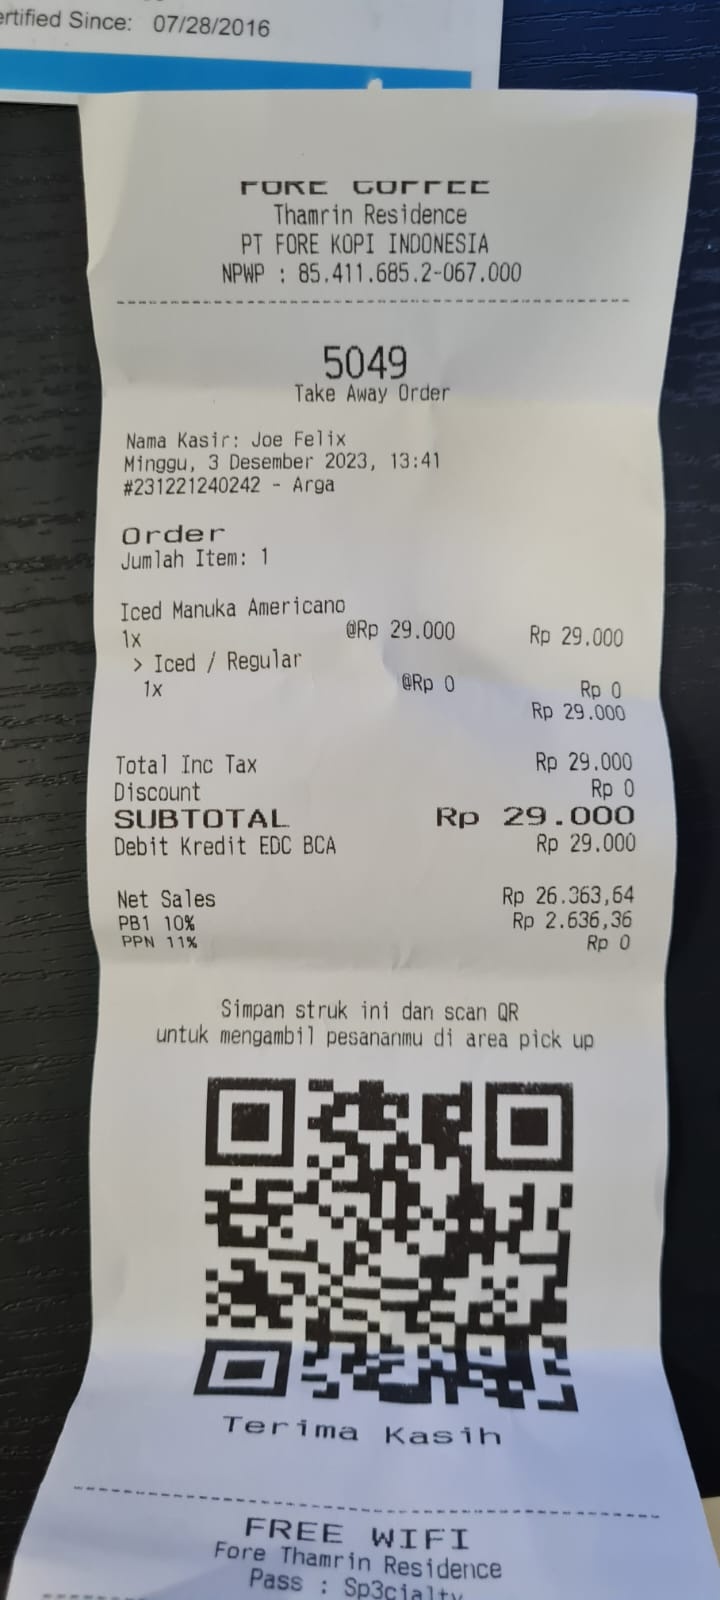 ertified Since: 07/28/2016
FORE COFFEE
Thamrin Residence
PT FORE KOPI INDONESIA
NPWP : 85.411.685.2-067.000
5049
Take Away Order
Nama Kasir: Joe Felix
Minggu, 3 Desember 2023, 13:41
#231221240242 - Arga
Order
Jumlah Item: 1
Iced Manuka Americano
1x @Rp 29.000 Rp 29.000
> Iced / Regular
1x @Rp 0 Rp 0
Rp 29.000
Total Inc Tax Rp 29.000
Discount Rp 0
SUBTOTAL Rp 29.000
Debit Kredit EDC BCA Rp 29.000
Net Sales Rp 26.363,64
PB1 10% Rp 2.636,36
PPN 11% Rp 0
Simpan struk ini dan scan QR
untuk mengambil pesananmu di area pick up
Terima Kasih
FREE WIFI
Fore Thamrin Residence
Pass : Sp3cialty